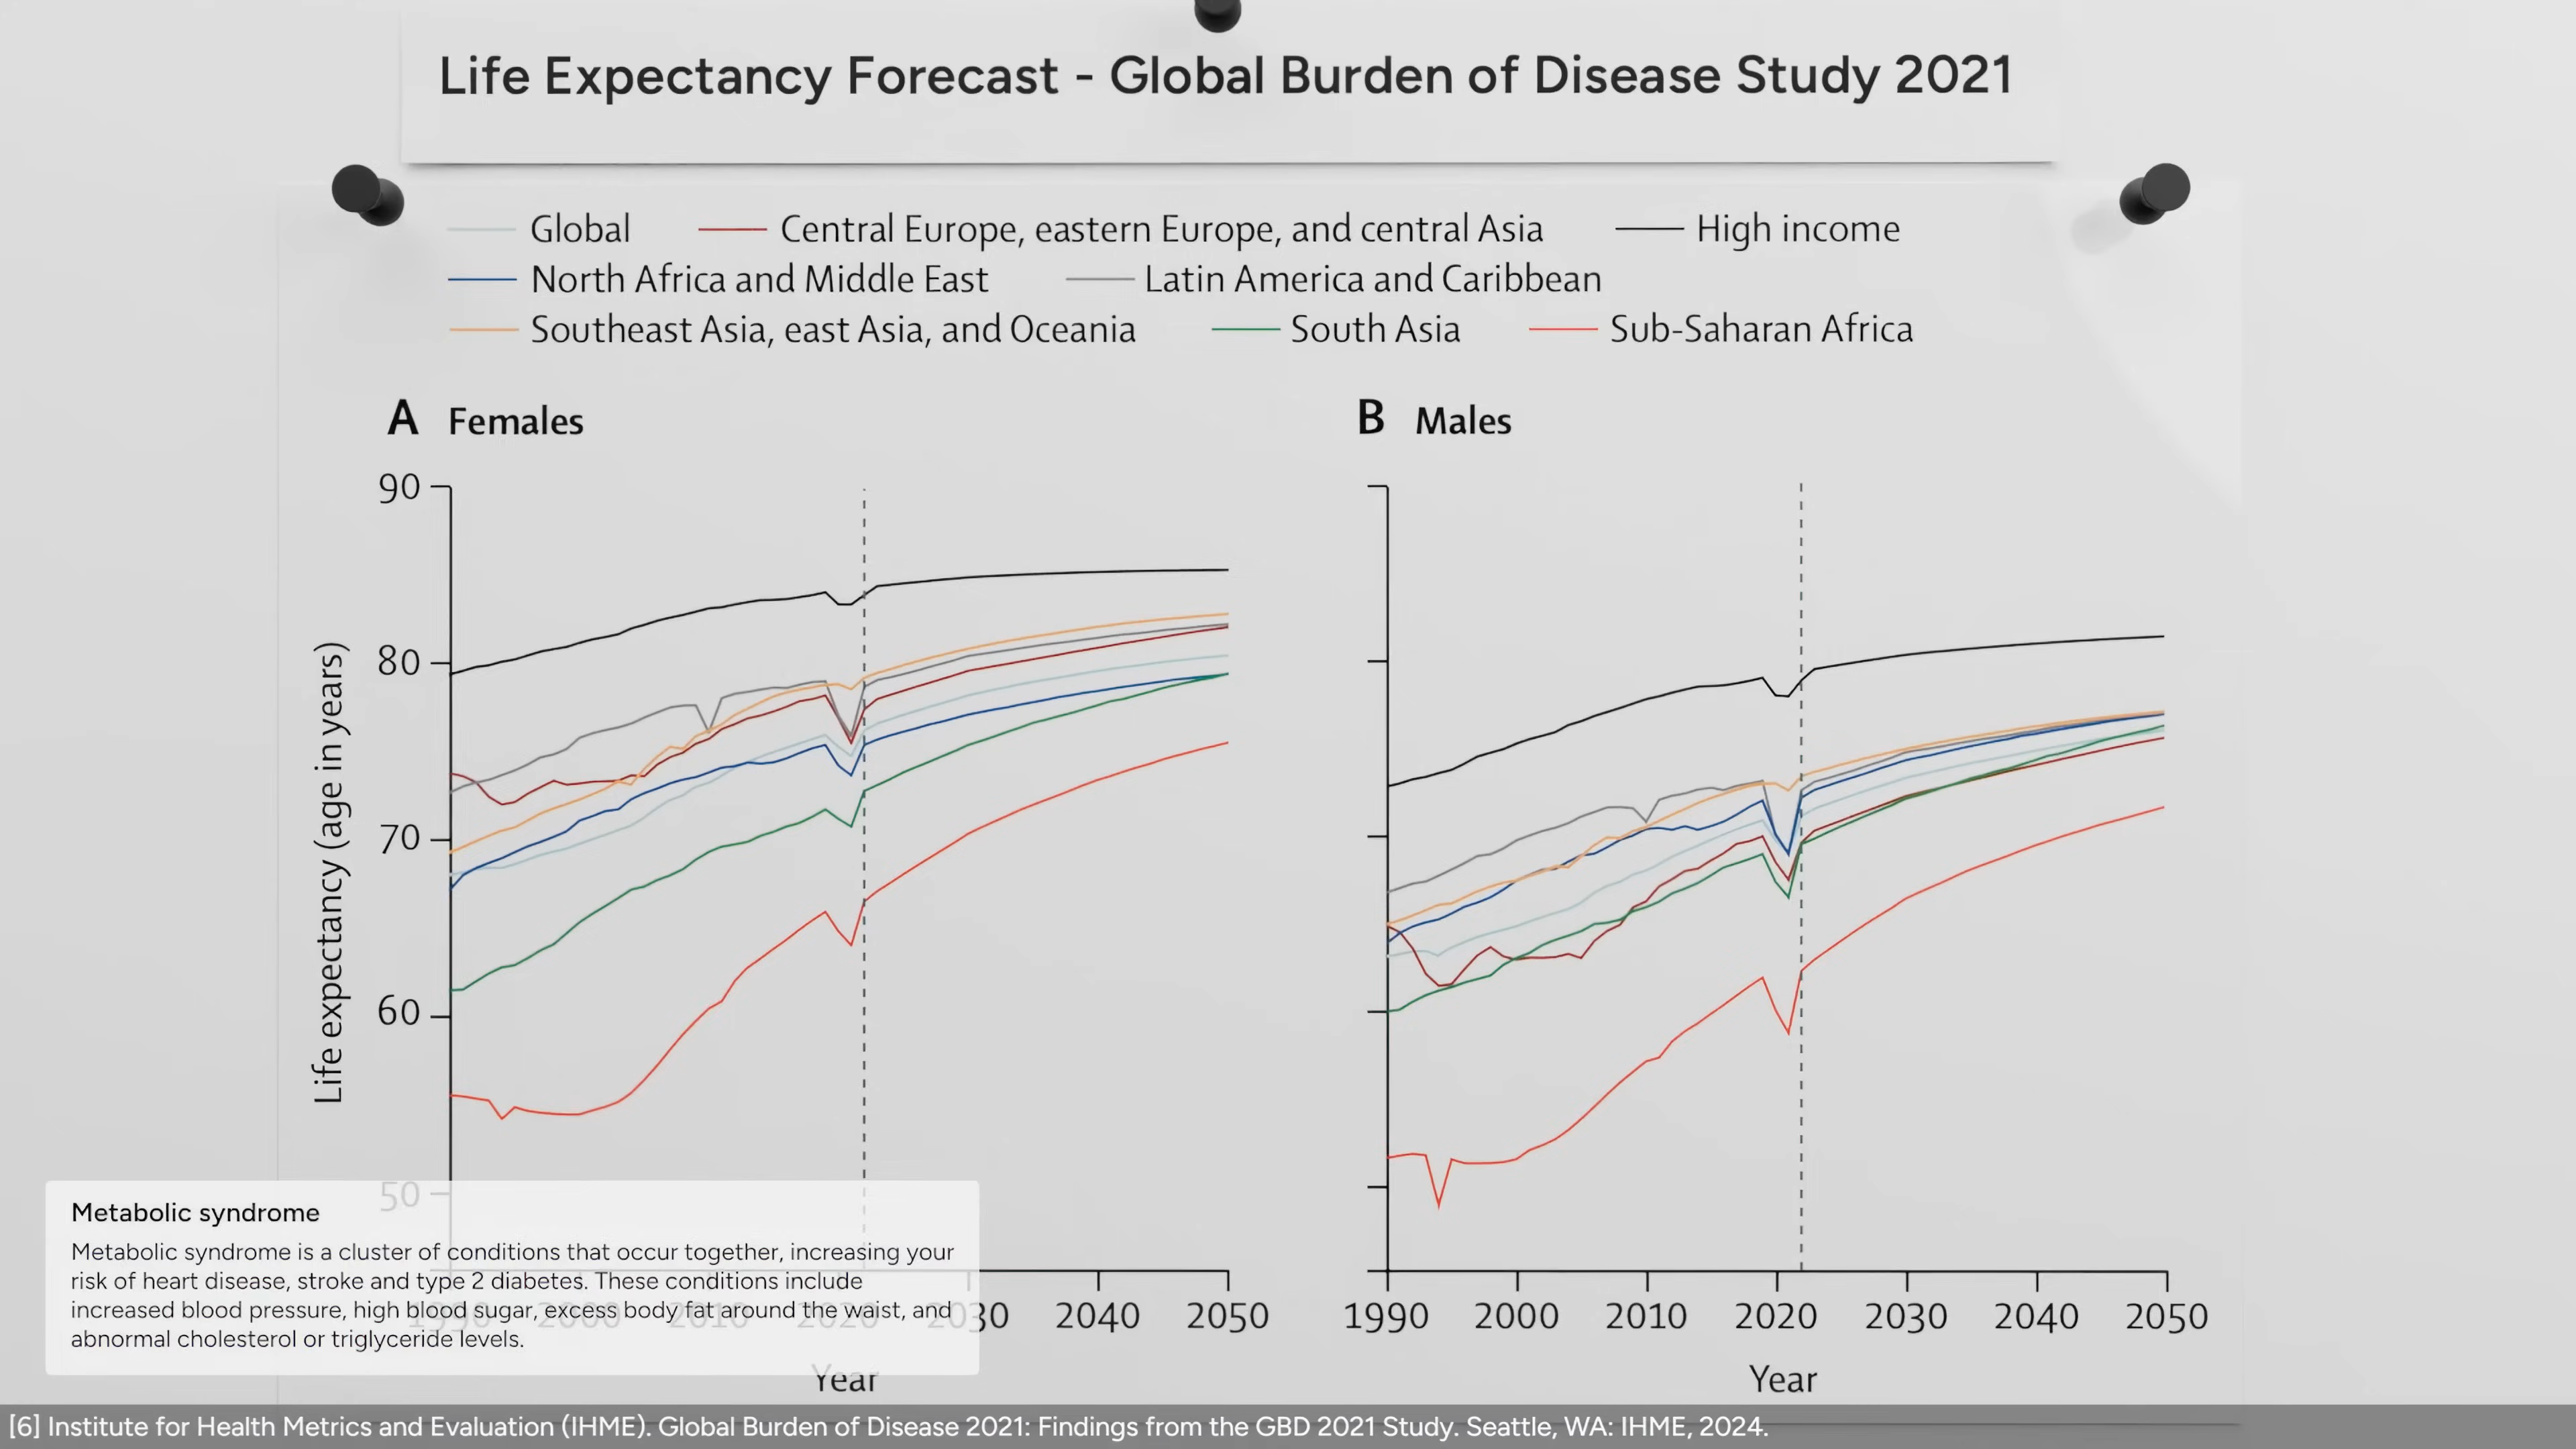 Life Expectancy Forecast - Global Burden of Disease Study 2021
Global
Central Europe, eastern Europe, and central Asia
High income
North Africa and Middle East
Latin America and Caribbean
Southeast Asia, east Asia, and Oceania
South Asia
Sub-Saharan Africa
A Females
B Males
Life expectancy (age in years)
90
80
70
60
50
1990 2000 2010 2020 2030 2040 2050
Year
1990 2000 2010 2020 2030 2040 2050
Year
Metabolic syndrome
Metabolic syndrome is a cluster of conditions that occur together, increasing your
risk of heart disease, stroke and type 2 diabetes. These conditions include
increased blood pressure, high blood sugar, excess body fat around the waist, and
abnormal cholesterol or triglyceride levels.
[6] Institute for Health Metrics and Evaluation (IHME). Global Burden of Disease 2021: Findings from the GBD 2021 Study. Seattle, WA: IHME, 2024.